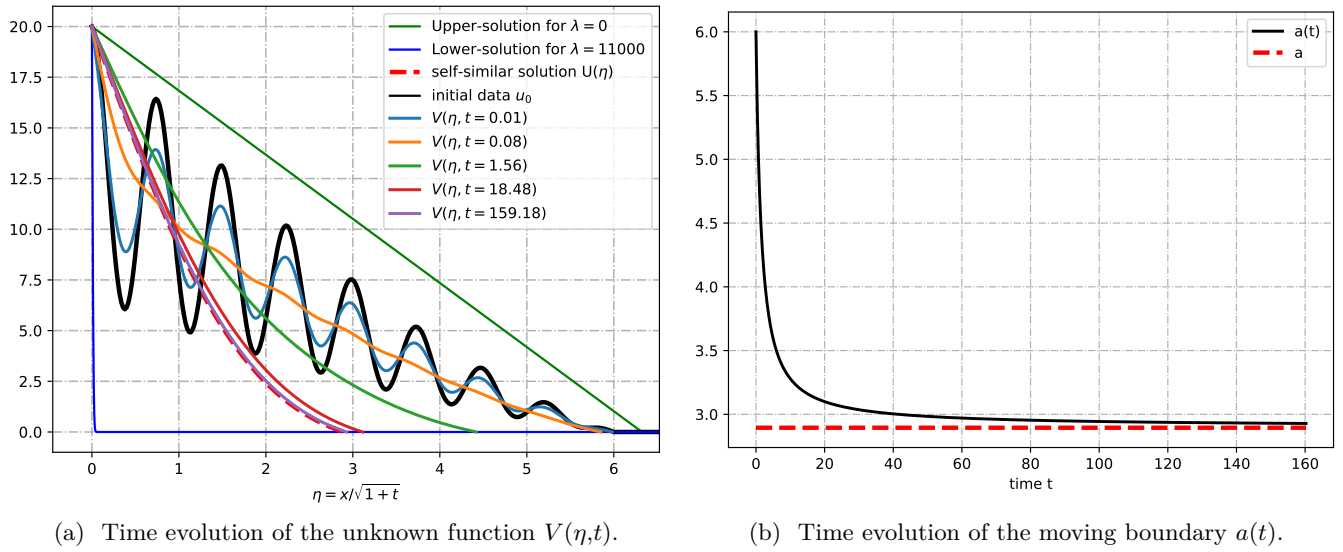 20.0
17.5
15.0
12.5
10.0
7.5
5.0
2.5
0.0
0 1 2 3 4 5 6
η = x/√1 + t
Upper-solution for λ = 0
Lower-solution for λ = 11000
self-similar solution U(η)
initial data u₀
V(η, t = 0.01)
V(η, t = 0.08)
V(η, t = 1.56)
V(η, t = 18.48)
V(η, t = 159.18)
(a) Time evolution of the unknown function V(η,t).
6.0
5.5
5.0
4.5
4.0
3.5
3.0
0 20 40 60 80 100 120 140 160
time t
a(t)
a
(b) Time evolution of the moving boundary a(t).